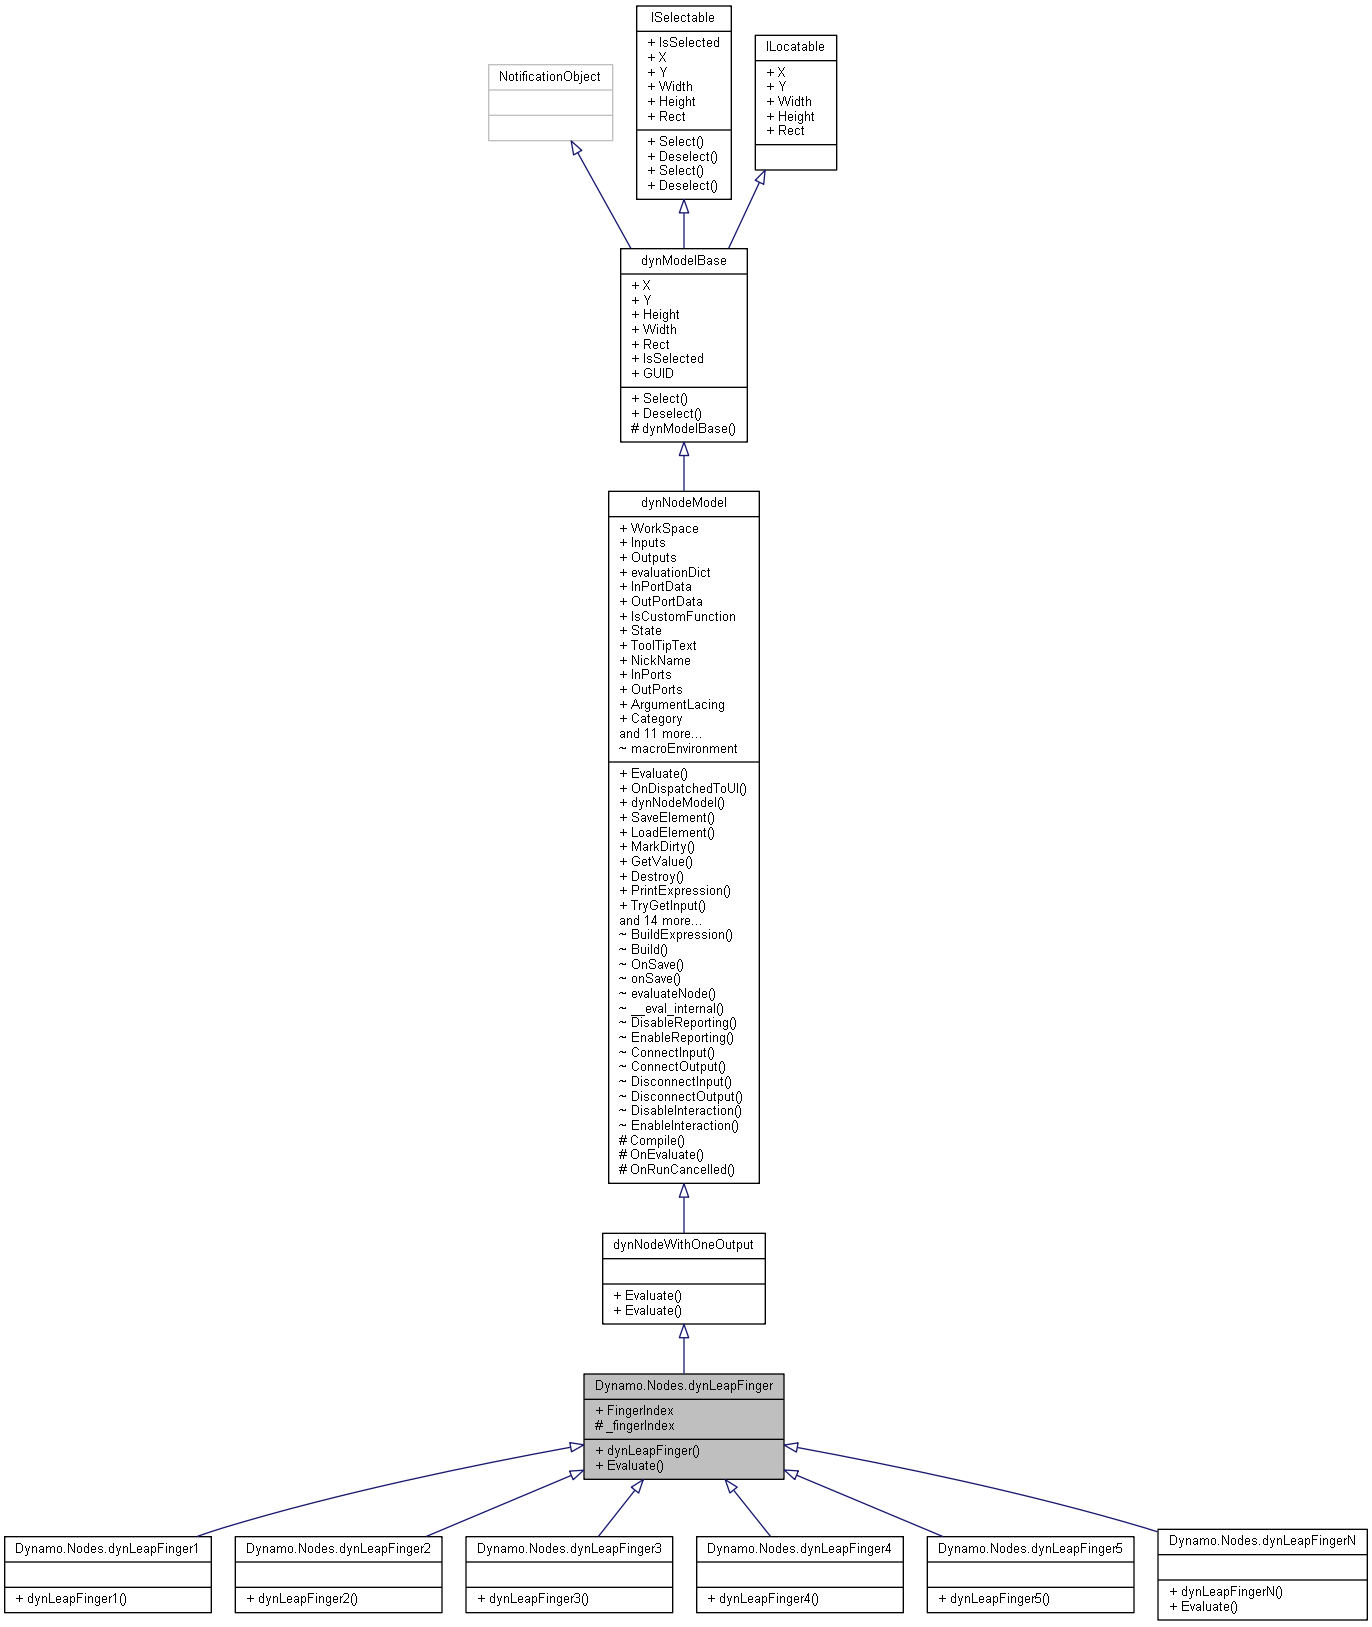 ISelectable
+ IsSelected
+ X
+ Y
+ Width
+ Height
+ Rect
+ Select()
+ Deselect()
+ Select()
+ Deselect()
ILocatable
+ X
+ Y
+ Width
+ Height
+ Rect
NotificationObject
dynModelBase
+ X
+ Y
+ Height
+ Width
+ Rect
+ IsSelected
+ GUID
+ Select()
+ Deselect()
# dynModelBase()
dynNodeModel
+ WorkSpace
+ Inputs
+ Outputs
+ evaluationDict
+ InPortData
+ OutPortData
+ IsCustomFunction
+ State
+ ToolTipText
+ NickName
+ InPorts
+ OutPorts
+ ArgumentLacing
+ Category
and 11 more...
~ macroEnvironment
+ Evaluate()
+ OnDispatchedToUI()
+ dynNodeModel()
+ SaveElement()
+ LoadElement()
+ MarkDirty()
+ GetValue()
+ Destroy()
+ PrintExpression()
+ TryGetInput()
and 14 more...
~ BuildExpression()
~ Build()
~ OnSave()
~ onSave()
~ evaluateNode()
~ __eval_internal()
~ DisableReporting()
~ EnableReporting()
~ ConnectInput()
~ ConnectOutput()
~ DisconnectInput()
~ DisconnectOutput()
~ DisableInteraction()
~ EnableInteraction()
# Compile()
# OnEvaluate()
# OnRunCancelled()
dynNodeWithOneOutput
+ Evaluate()
+ Evaluate()
Dynamo.Nodes.dynLeapFinger
+ FingerIndex
# _fingerIndex
+ dynLeapFinger()
+ Evaluate()
Dynamo.Nodes.dynLeapFinger1
+ dynLeapFinger1()
Dynamo.Nodes.dynLeapFinger2
+ dynLeapFinger2()
Dynamo.Nodes.dynLeapFinger3
+ dynLeapFinger3()
Dynamo.Nodes.dynLeapFinger4
+ dynLeapFinger4()
Dynamo.Nodes.dynLeapFinger5
+ dynLeapFinger5()
Dynamo.Nodes.dynLeapFingerN
+ dynLeapFingerN()
+ Evaluate()